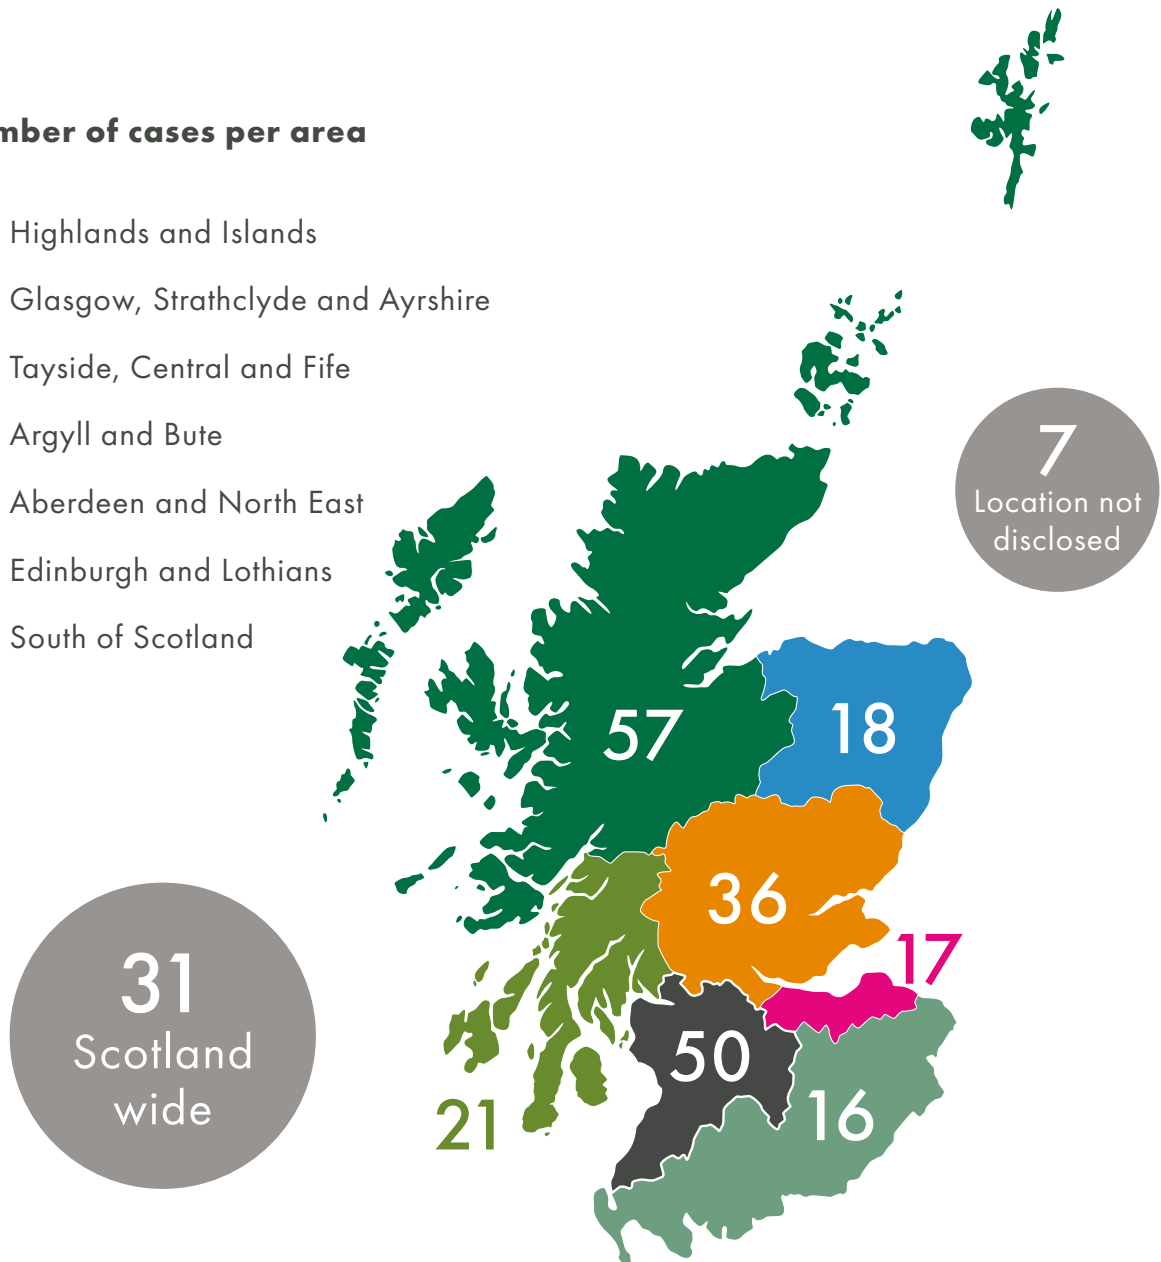 mber of cases per area
Highlands and Islands
Glasgow, Strathclyde and Ayrshire
Tayside, Central and Fife
Argyll and Bute
Aberdeen and North East
Edinburgh and Lothians
South of Scotland
7
Location not
disclosed
57
18
36
17
31
Scotland
wide
50
21
16